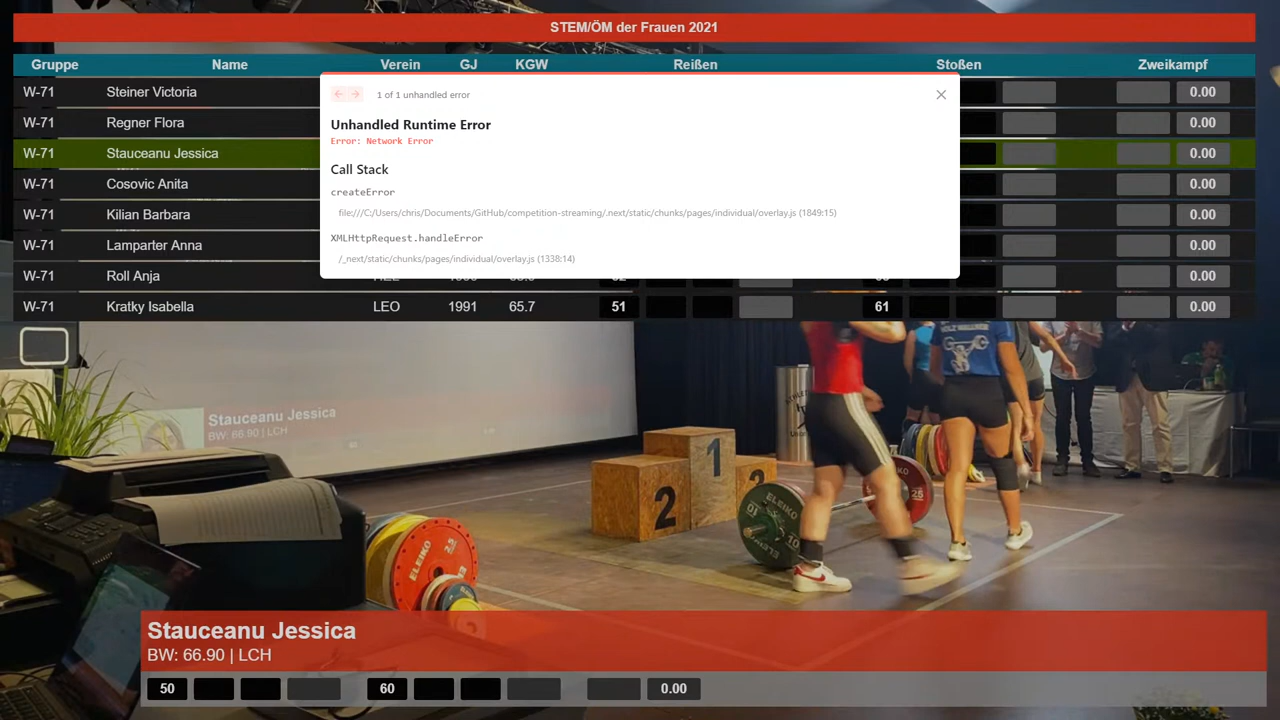 STEM/ÖM der Frauen 2021
Gruppe Name Verein GJ KGW Reißen Stoßen Zweikampf
W-71 Steiner Victoria 0.00
W-71 Regner Flora 0.00
W-71 Stauceanu Jessica 0.00
W-71 Cosovic Anita 0.00
W-71 Kilian Barbara 0.00
W-71 Lamparter Anna 0.00
W-71 Roll Anja 0.00
W-71 Kratky Isabella LEO 1991 65.7 51 61 0.00
1 of 1 unhandled error
Unhandled Runtime Error
Error: Network Error
Call Stack
createError
file:///C:/Users/chris/Documents/GitHub/competition-streaming/.next/static/chunks/pages/individual/overlay.js (1849:15)
XMLHttpRequest.handleError
/_next/static/chunks/pages/individual/overlay.js (1338:14)
Stauceanu Jessica
BW: 66.90 | LCH
1
2
ELEIKO
25
ELEIKO
10
ELEIKO
Stauceanu Jessica
BW: 66.90 | LCH
50 60 0.00